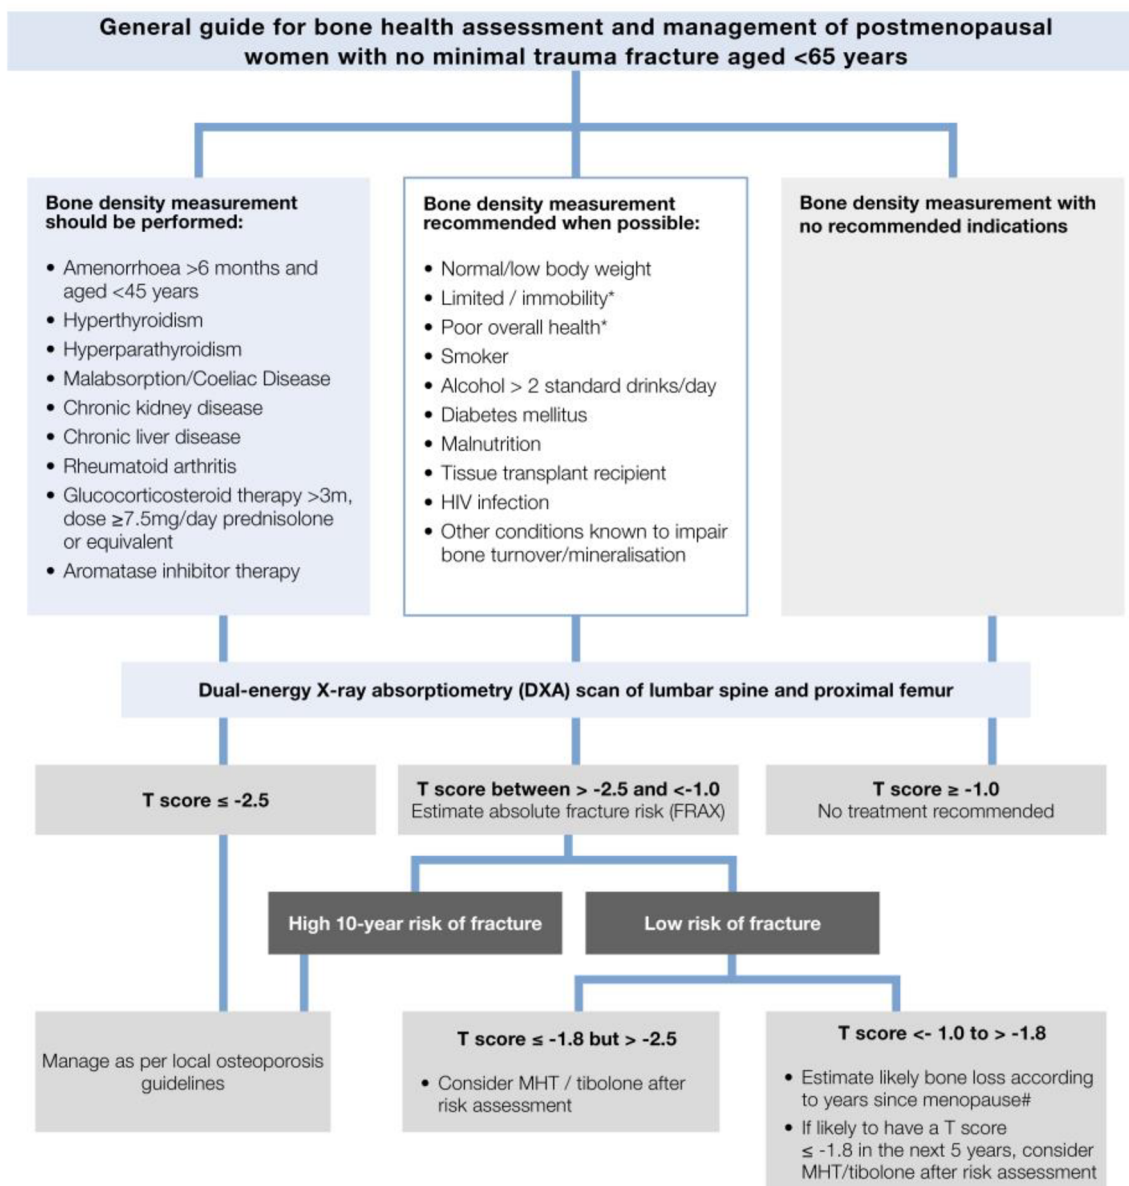 General guide for bone health assessment and management of postmenopausal
women with no minimal trauma fracture aged <65 years
Bone density measurement
should be performed:
• Amenorrhoea >6 months and
aged <45 years
• Hyperthyroidism
• Hyperparathyroidism
• Malabsorption/Coeliac Disease
• Chronic kidney disease
• Chronic liver disease
• Rheumatoid arthritis
• Glucocorticosteroid therapy >3m,
dose ≥7.5mg/day prednisolone
or equivalent
• Aromatase inhibitor therapy
Bone density measurement
recommended when possible:
• Normal/low body weight
• Limited / immobility*
• Poor overall health*
• Smoker
• Alcohol > 2 standard drinks/day
• Diabetes mellitus
• Malnutrition
• Tissue transplant recipient
• HIV infection
• Other conditions known to impair
bone turnover/mineralisation
Bone density measurement with
no recommended indications
Dual-energy X-ray absorptiometry (DXA) scan of lumbar spine and proximal femur
T score ≤ -2.5
T score between > -2.5 and <-1.0
Estimate absolute fracture risk (FRAX)
T score ≥ -1.0
No treatment recommended
High 10-year risk of fracture
Low risk of fracture
Manage as per local osteoporosis
guidelines
T score ≤ -1.8 but > -2.5
• Consider MHT / tibolone after
risk assessment
T score <- 1.0 to > -1.8
• Estimate likely bone loss according
to years since menopause#
• If likely to have a T score
≤ -1.8 in the next 5 years, consider
MHT/tibolone after risk assessment